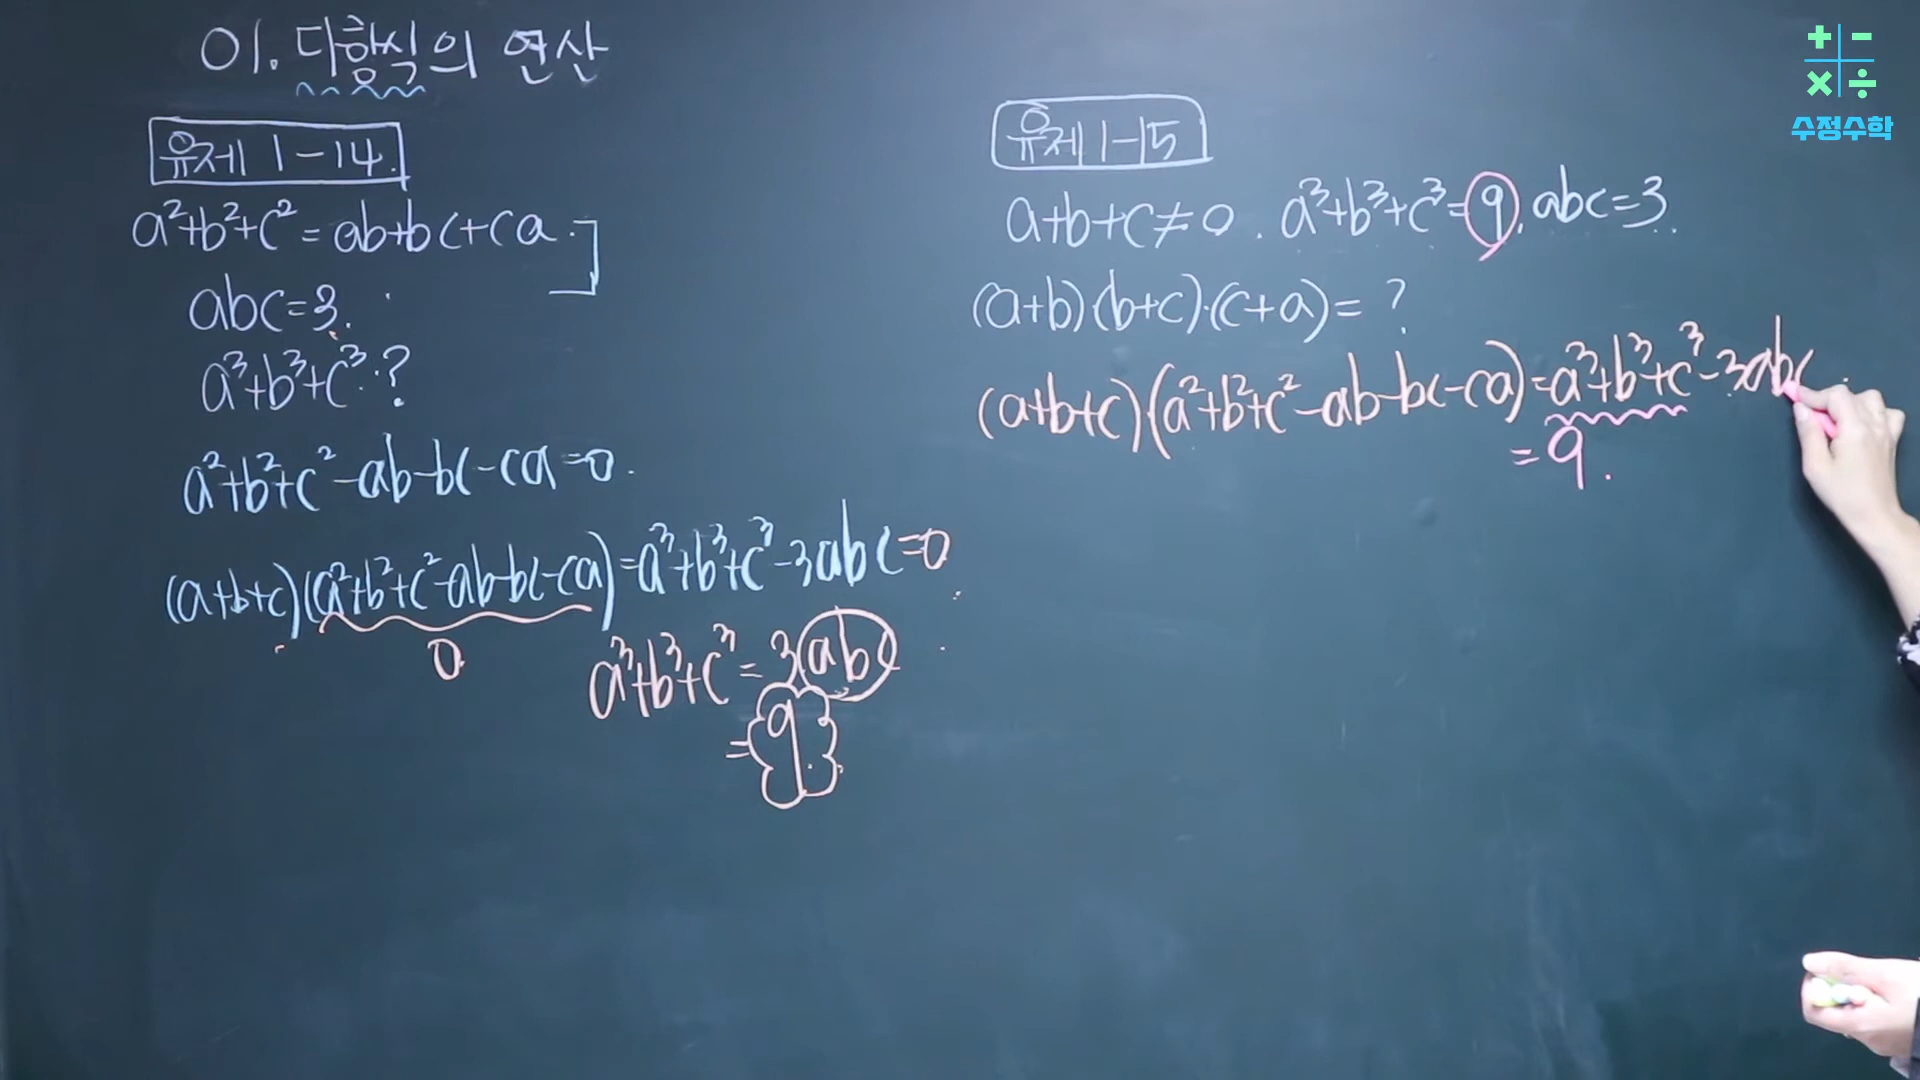 01. 다항식의 연산
유제 1-14.
a²+b²+c² = ab+bc+ca.
abc=3.
a³+b³+c³.?
a²+b²+c²-ab-bc-ca=0.
(a+b+c)(a²+b²+c²-ab-bc-ca)=a³+b³+c³-3abc=0
0
a³+b³+c³=3abc
=9
유제 1-15
a+b+c≠0. a³+b³+c³=9, abc=3
(a+b)(b+c)·(c+a)= ?
(a+b+c)·(a²+b²+c²-ab-bc-ca)=a³+b³+c³-3abc
=9.
+ -
× ÷
수정수학